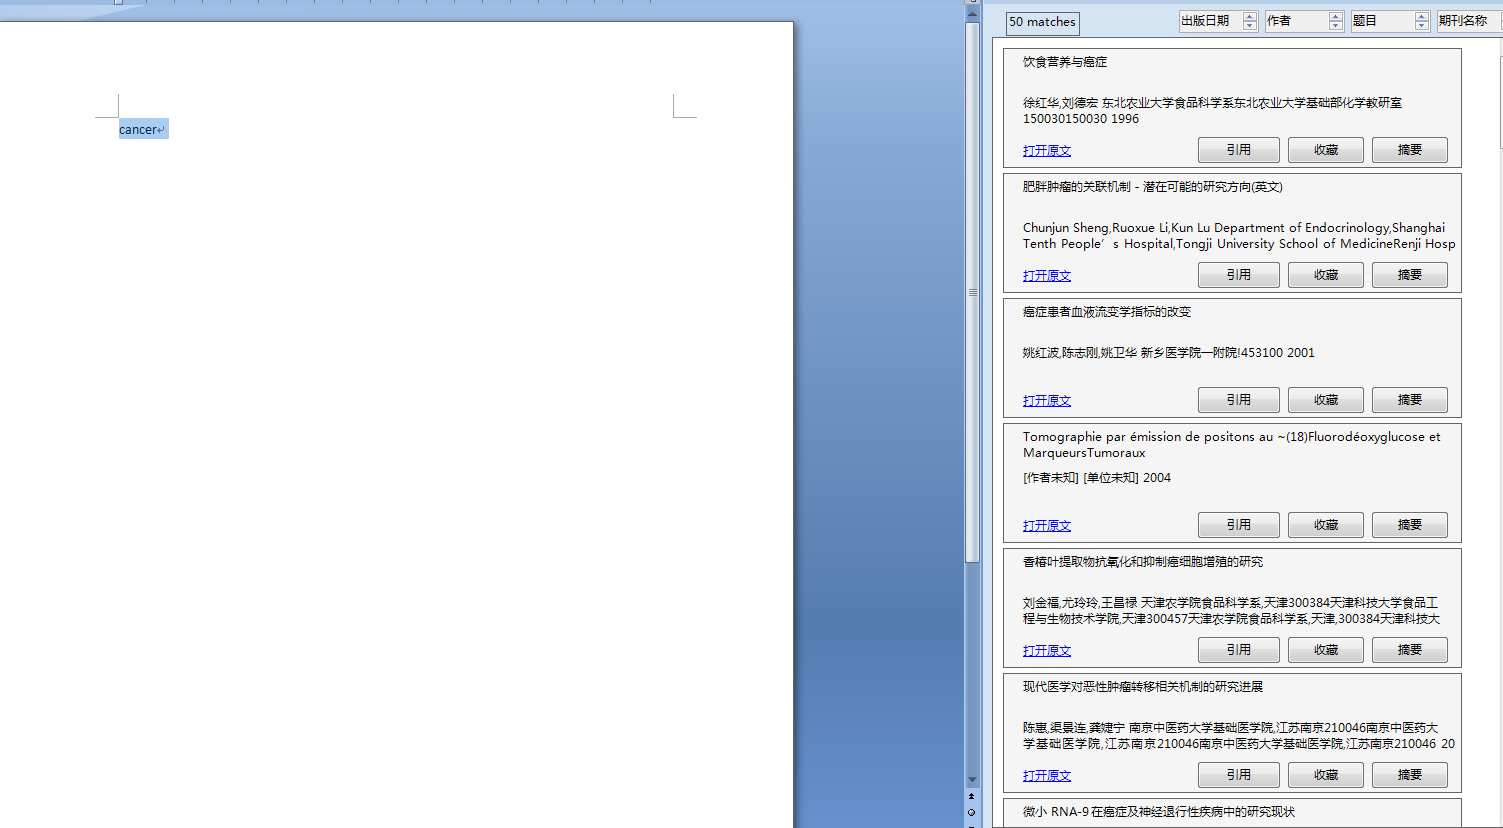 cancer
50 matches
出版日期
作者
题目
期刊名称
饮食营养与癌症
徐红华,刘德宏 东北农业大学食品科学系东北农业大学基础部化学教研室
150030150030 1996
打开原文
引用
收藏
摘要
肥胖肿瘤的关联机制 - 潜在可能的研究方向(英文)
Chunjun Sheng,Ruoxue Li,Kun Lu Department of Endocrinology,Shanghai
Tenth People’s Hospital,Tongji University School of MedicineRenji Hosp
打开原文
引用
收藏
摘要
癌症患者血液流变学指标的改变
姚红波,陈志刚,姚卫华 新乡医学院一附院!453100 2001
打开原文
引用
收藏
摘要
Tomographie par émission de positons au ~(18)Fluorodéoxyglucose et
MarqueursTumoraux
[作者未知] [单位未知] 2004
打开原文
引用
收藏
摘要
香椿叶提取物抗氧化和抑制癌细胞增殖的研究
刘金福,尤玲玲,王昌禄 天津农学院食品科学系,天津300384天津科技大学食品工
程与生物技术学院,天津300457天津农学院食品科学系,天津,300384天津科技大
打开原文
引用
收藏
摘要
现代医学对恶性肿瘤转移相关机制的研究进展
陈惠,渠景连,龚婕宁 南京中医药大学基础医学院,江苏南京210046南京中医药大
学基础医学院,江苏南京210046南京中医药大学基础医学院,江苏南京210046 20
打开原文
引用
收藏
摘要
微小 RNA-9在癌症及神经退行性疾病中的研究现状